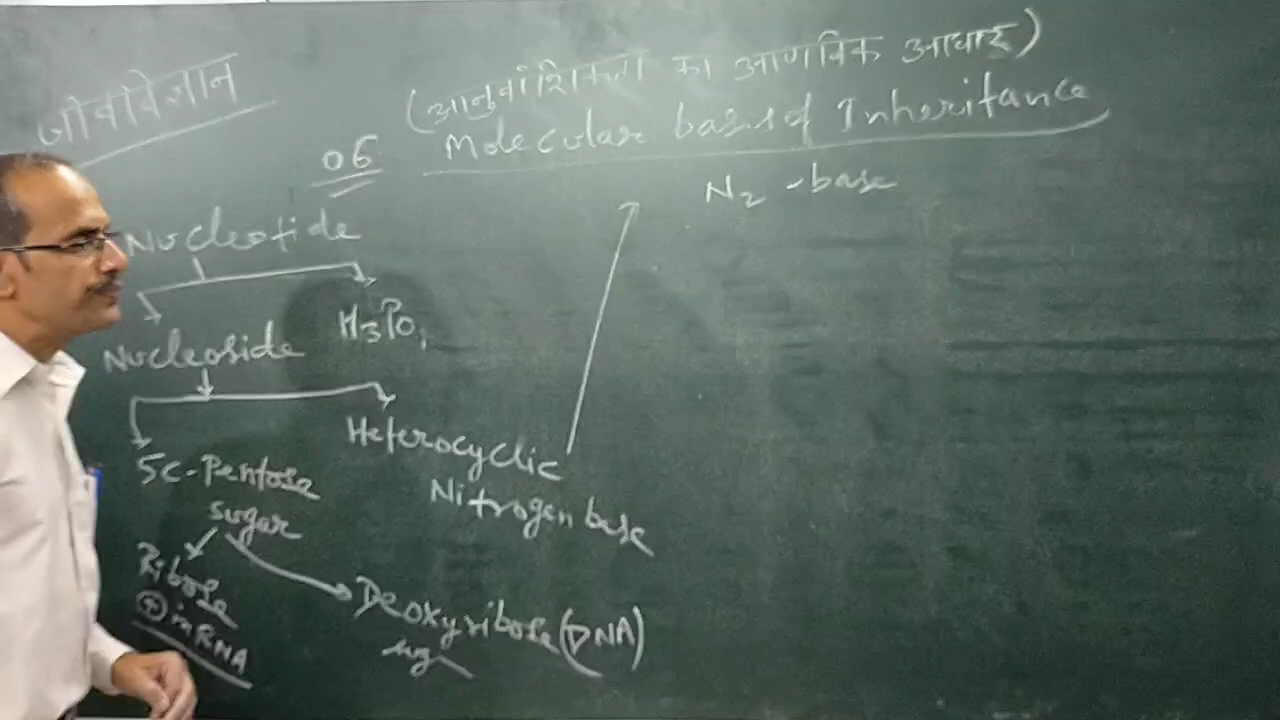 जीवविज्ञान
(आनुवांशिकता का आणविक आधार)
06
Molecular basis of Inheritance
N2 -base
Nucleotide
Nucleoside
H3PO4
5C-Pentose
sugar
Heterocyclic
Nitrogen base
Ribose
+ in RNA
Deoxyribose (DNA)